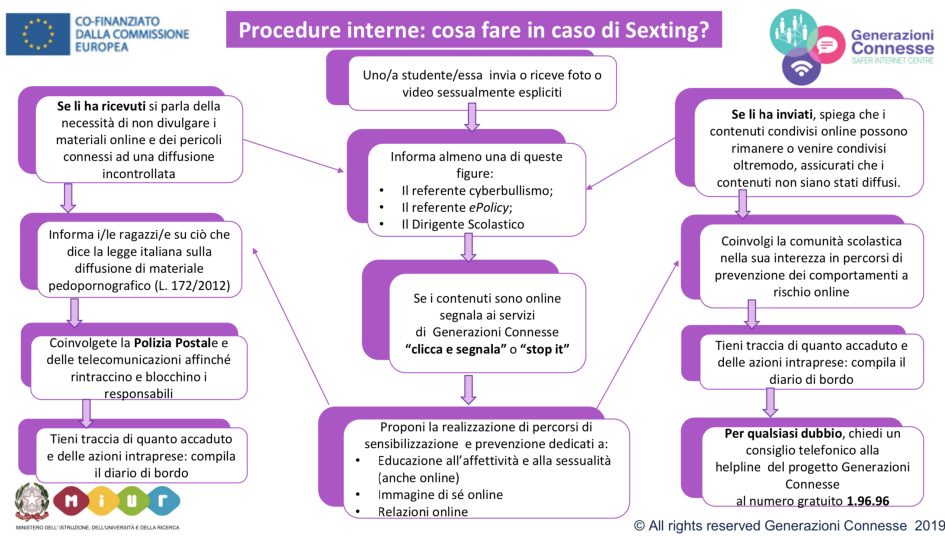 CO-FINANZIATO
DALLA COMMISSIONE
EUROPEA
Procedure interne: cosa fare in caso di Sexting?
Generazioni
Connesse
SAFER INTERNET CENTRE
Uno/a studente/essa invia o riceve foto o
video sessualmente espliciti
Se li ha ricevuti si parla della
necessità di non divulgare i
materiali online e dei pericoli
connessi ad una diffusione
incontrollata
Informa almeno una di queste
figure:
• Il referente cyberbullismo;
• Il referente ePolicy;
• Il Dirigente Scolastico
Se li ha inviati, spiega che i
contenuti condivisi online possono
rimanere o venire condivisi
oltremodo, assicurati che i
contenuti non siano stati diffusi.
Informa i/le ragazzi/e su ciò che
dice la legge italiana sulla
diffusione di materiale
pedopornografico (L. 172/2012)
Se i contenuti sono online
segnala ai servizi
di Generazioni Connesse
“clicca e segnala” o “stop it”
Coinvolgi la comunità scolastica
nella sua interezza in percorsi di
prevenzione dei comportamenti a
rischio online
Coinvolgete la Polizia Postale e
delle telecomunicazioni affinché
rintraccino e blocchino i
responsabili
Tieni traccia di quanto accaduto e
delle azioni intraprese: compila il
diario di bordo
Tieni traccia di quanto accaduto
e delle azioni intraprese: compila
il diario di bordo
Proponi la realizzazione di percorsi di
sensibilizzazione e prevenzione dedicati a:
• Educazione all’affettività e alla sessualità
(anche online)
• Immagine di sé online
• Relazioni online
Per qualsiasi dubbio, chiedi un
consiglio telefonico alla
helpline del progetto Generazioni
Connesse
al numero gratuito 1.96.96
miur
MINISTERO DELL' ISTRUZIONE, DELL'UNIVERSITÀ E DELLA RICERCA
© All rights reserved Generazioni Connesse 2019